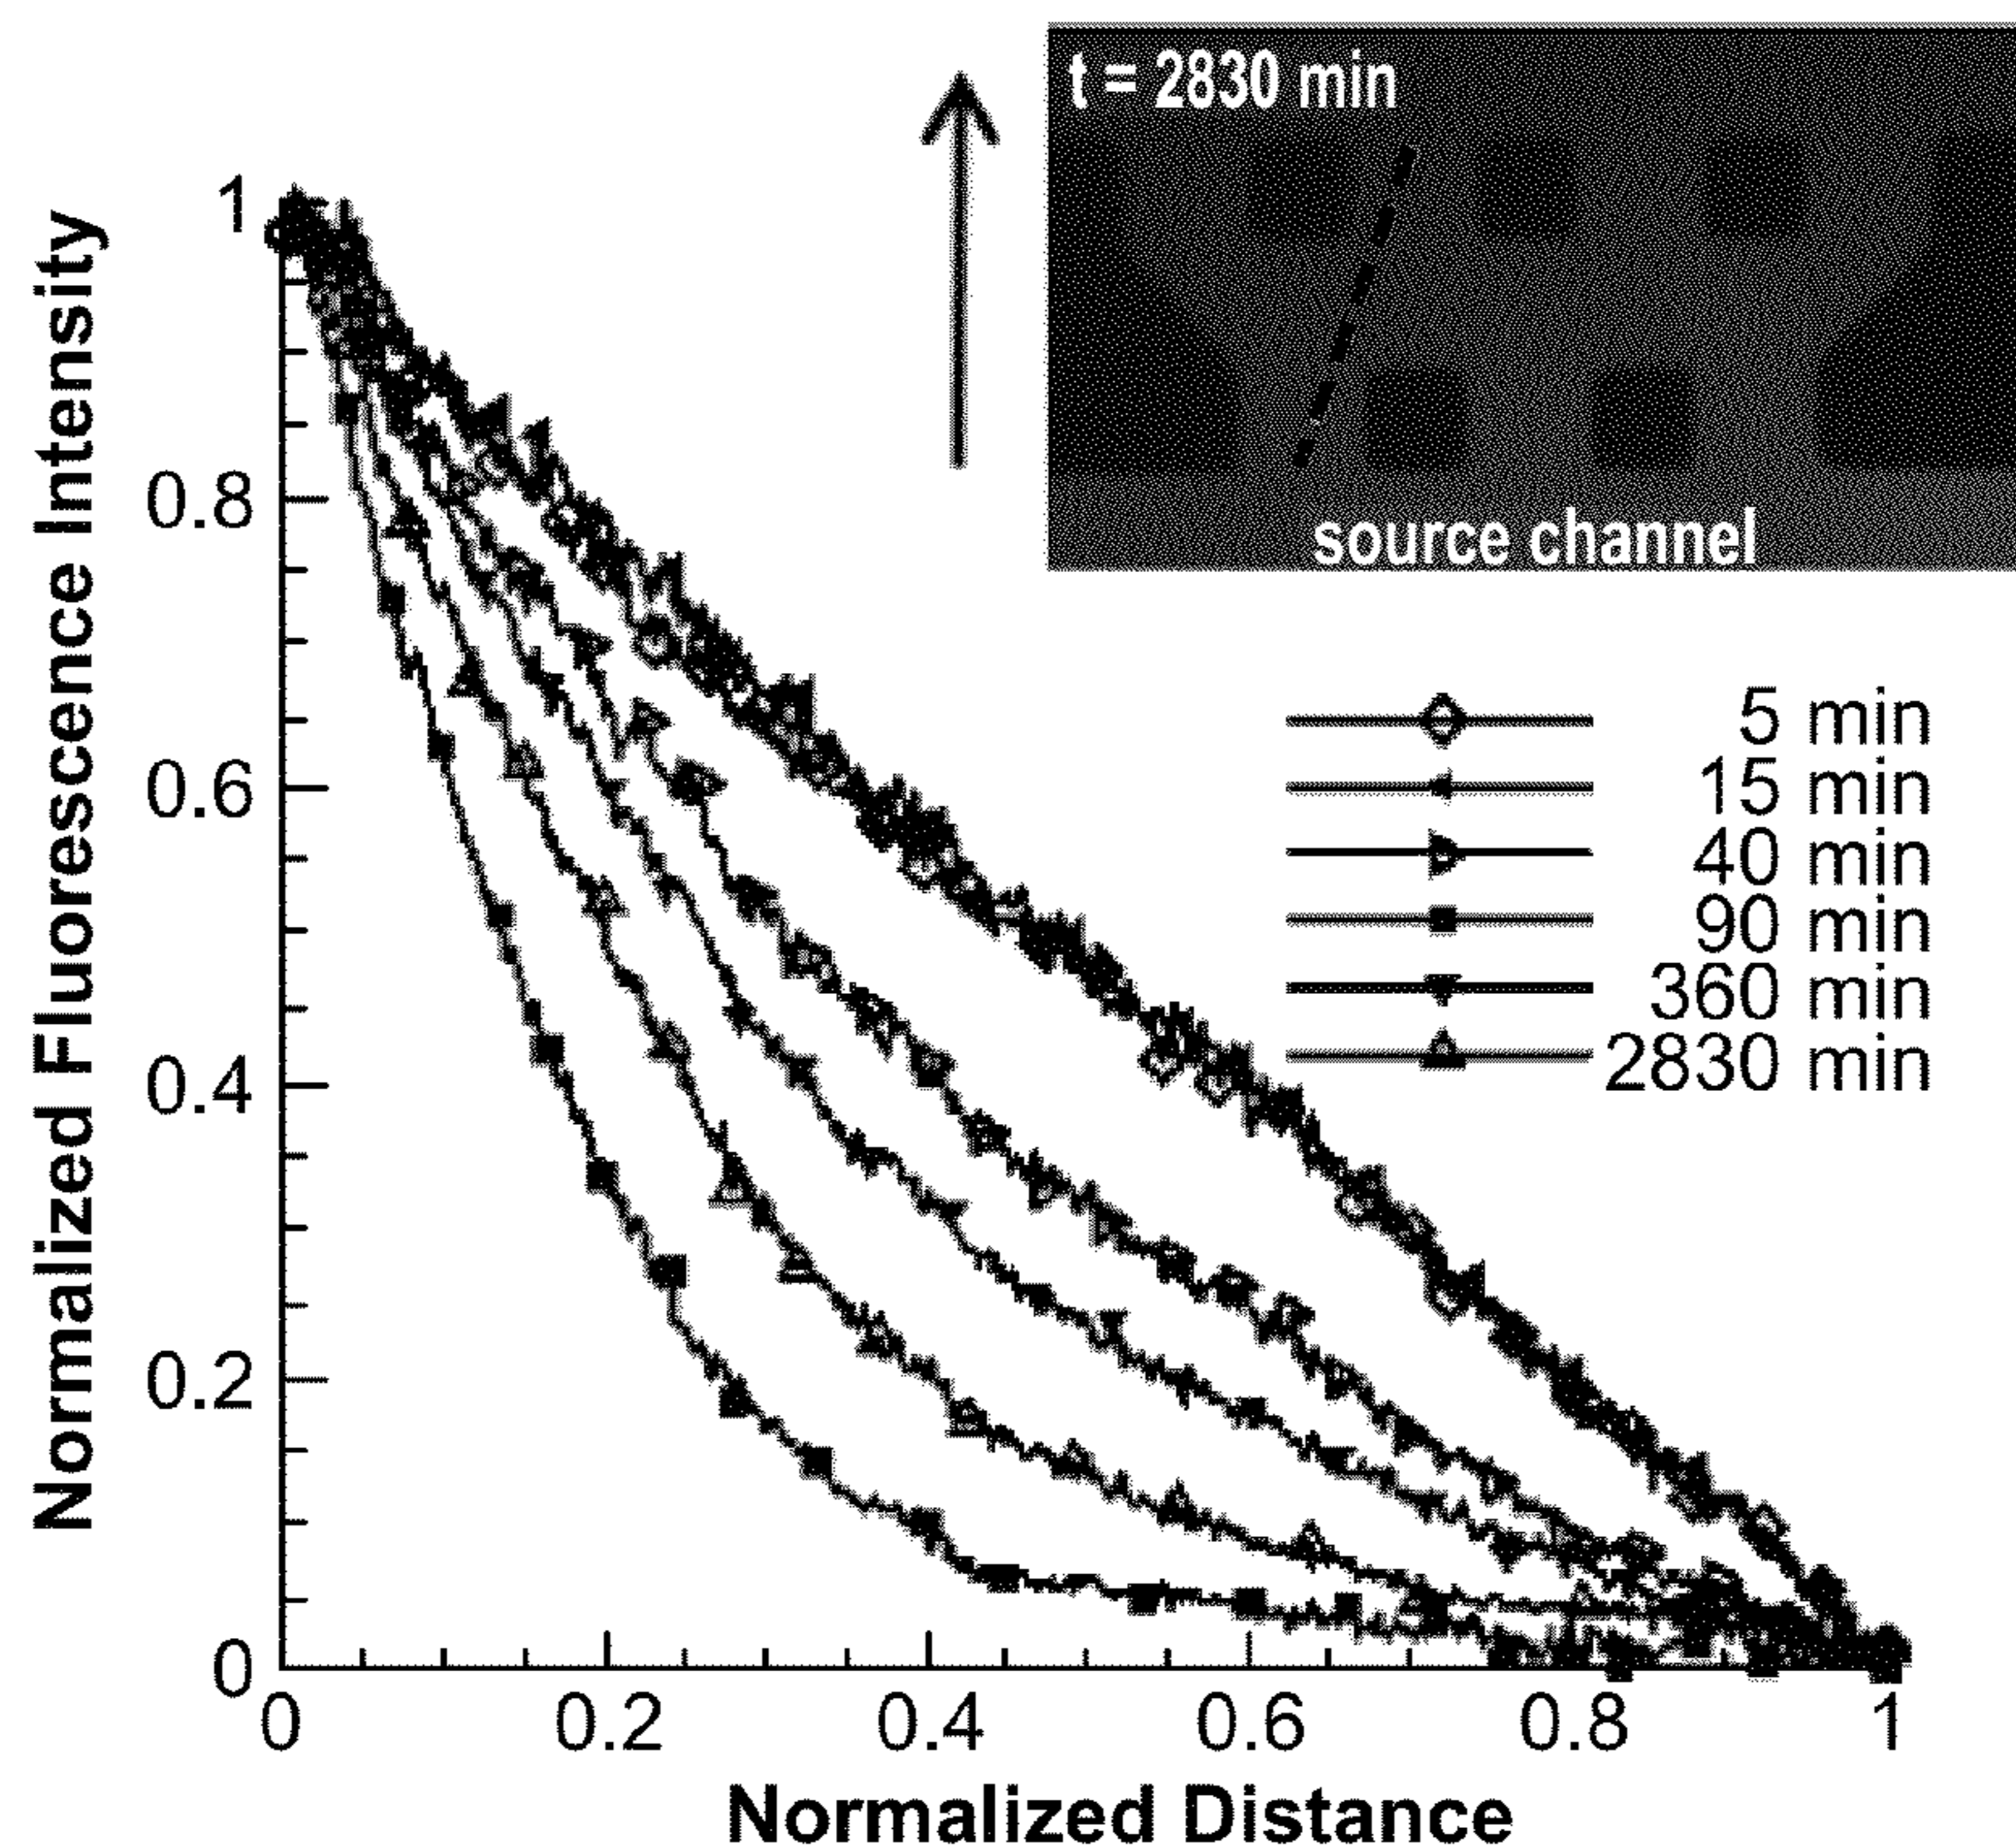 t = 2830 min
source channel
Normalized Fluorescence Intensity
1
0.8
0.6
0.4
0.2
0
5 min
15 min
40 min
90 min
360 min
2830 min
0 0.2 0.4 0.6 0.8 1
Normalized Distance